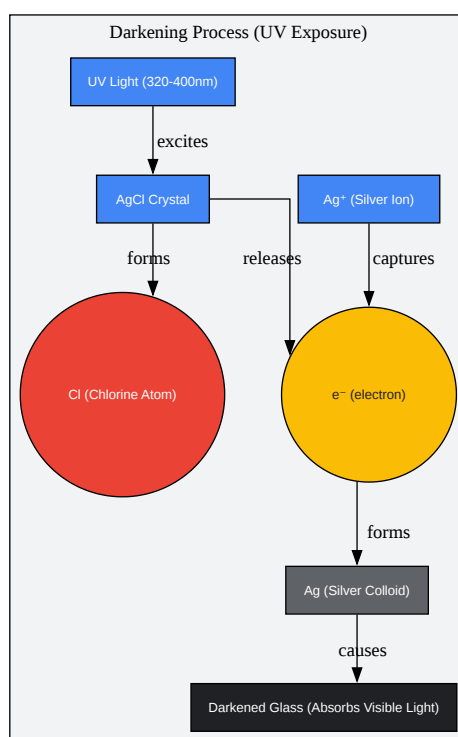 Darkening Process (UV Exposure)
UV Light (320-400nm)
excites
AgCl Crystal
Ag⁺ (Silver Ion)
forms
releases
captures
Cl (Chlorine Atom)
e⁻ (electron)
forms
Ag (Silver Colloid)
causes
Darkened Glass (Absorbs Visible Light)